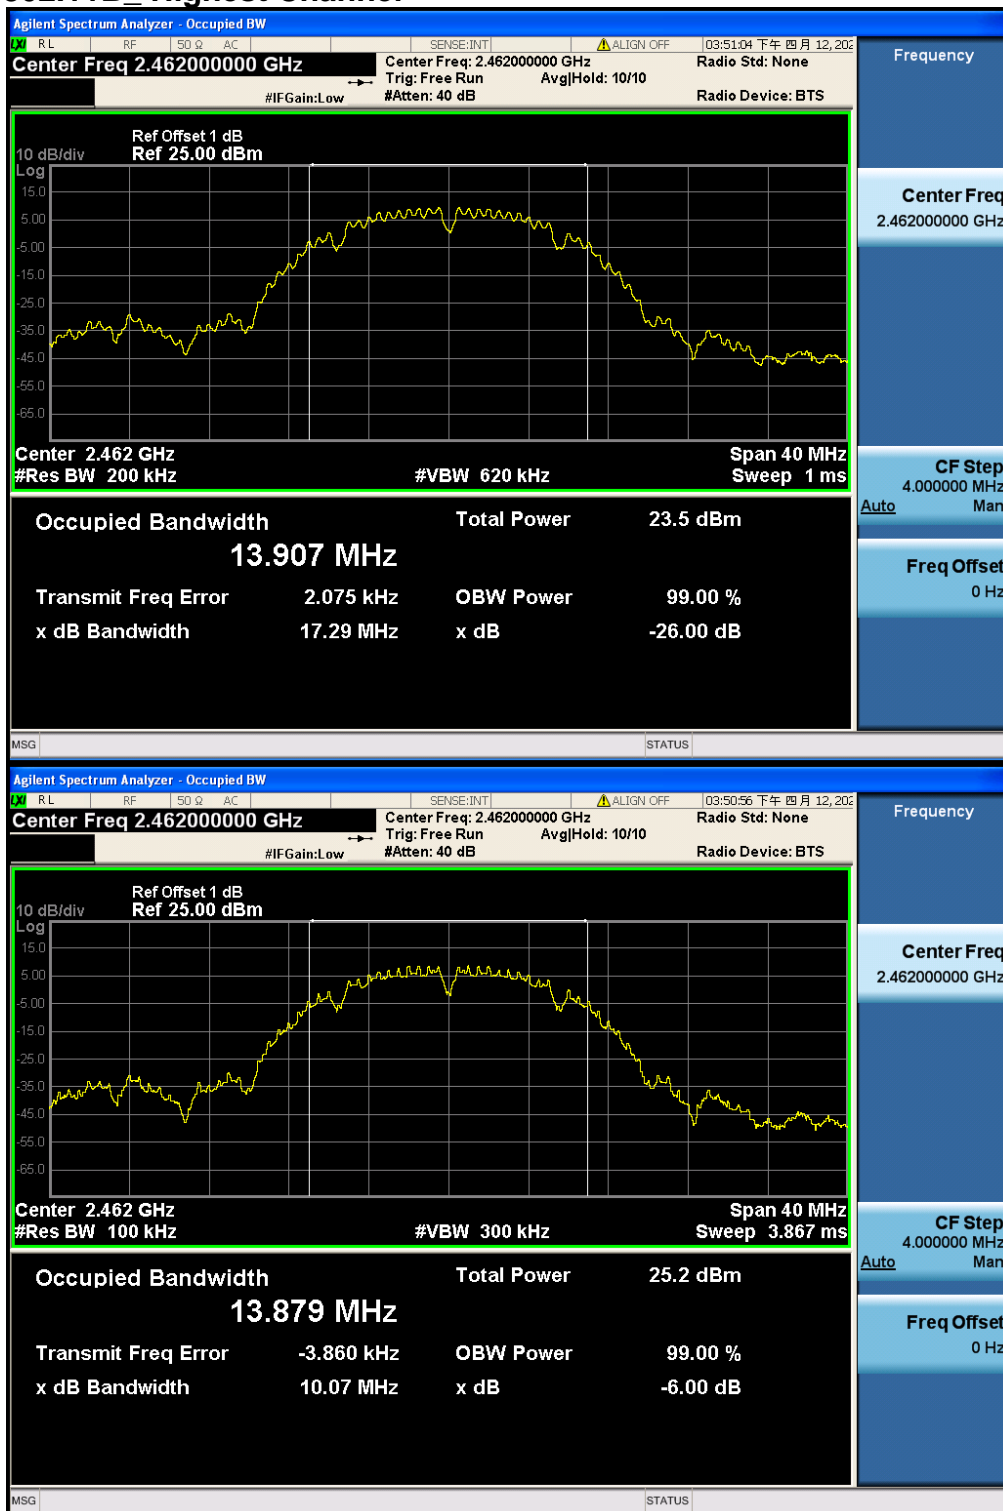 802.11B_ Highest Channel
Agilent Spectrum Analyzer - Occupied BW
LXI RL RF 50 Ω AC SENSE:INT ALIGN OFF 03:51:04 下午 四月 12, 202
Center Freq 2.462000000 GHz
Center Freq: 2.462000000 GHz Radio Std: None
Trig: Free Run Avg|Hold: 10/10
#IFGain:Low #Atten: 40 dB Radio Device: BTS
Ref Offset 1 dB
10 dB/div Ref 25.00 dBm
Log
15.0
5.00
-5.00
-15.0
-25.0
-35.0
-45.0
-55.0
-65.0
Center 2.462 GHz Span 40 MHz
#Res BW 200 kHz #VBW 620 kHz Sweep 1 ms
Occupied Bandwidth Total Power 23.5 dBm
13.907 MHz
Transmit Freq Error 2.075 kHz OBW Power 99.00 %
x dB Bandwidth 17.29 MHz x dB -26.00 dB
MSG STATUS
Frequency
Center Freq
2.462000000 GHz
CF Step
4.000000 MHz
Auto Man
Freq Offset
0 Hz
Agilent Spectrum Analyzer - Occupied BW
LXI RL RF 50 Ω AC SENSE:INT ALIGN OFF 03:50:56 下午 四月 12, 202
Center Freq 2.462000000 GHz
Center Freq: 2.462000000 GHz Radio Std: None
Trig: Free Run Avg|Hold: 10/10
#IFGain:Low #Atten: 40 dB Radio Device: BTS
Ref Offset 1 dB
10 dB/div Ref 25.00 dBm
Log
15.0
5.00
-5.00
-15.0
-25.0
-35.0
-45.0
-55.0
-65.0
Center 2.462 GHz Span 40 MHz
#Res BW 100 kHz #VBW 300 kHz Sweep 3.867 ms
Occupied Bandwidth Total Power 25.2 dBm
13.879 MHz
Transmit Freq Error -3.860 kHz OBW Power 99.00 %
x dB Bandwidth 10.07 MHz x dB -6.00 dB
MSG STATUS
Frequency
Center Freq
2.462000000 GHz
CF Step
4.000000 MHz
Auto Man
Freq Offset
0 Hz